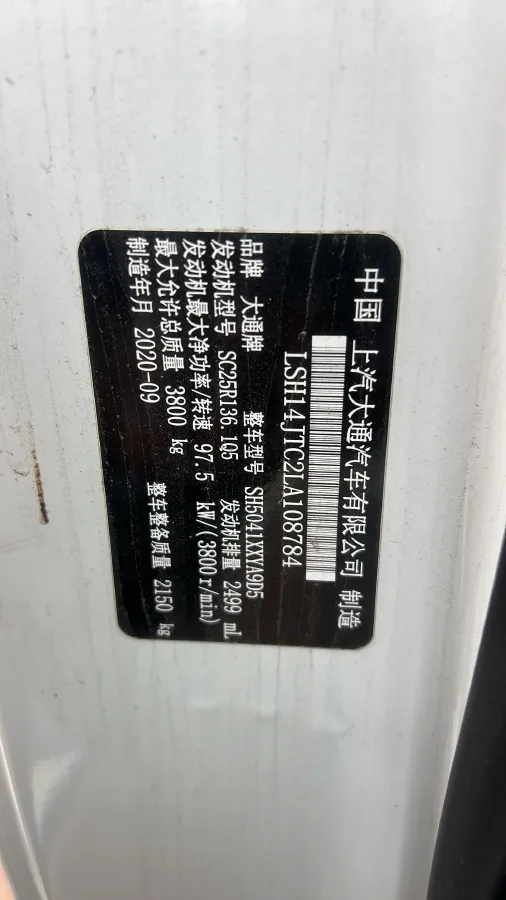 中国 上汽大通汽车有限公司 制造
LSH14JTC2LA108784
品牌 大通牌 整车型号 SH5041XXYA9D5
发动机型号 SC25R136.1Q5 发动机排量 2499 mL
发动机最大净功率/转速 97.5 kW/(3800r/min)
最大允许总质量 3800 kg
制造年月 2020-09 整车整备质量 2150 kg